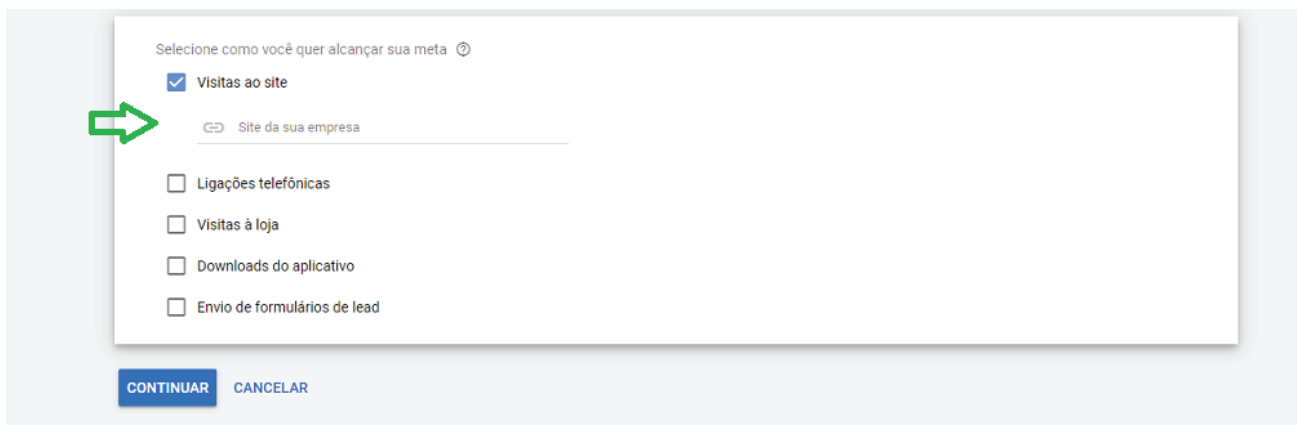 Selecione como você quer alcançar sua meta
Visitas ao site
Site da sua empresa
Ligações telefônicas
Visitas à loja
Downloads do aplicativo
Envio de formulários de lead
CONTINUAR CANCELAR